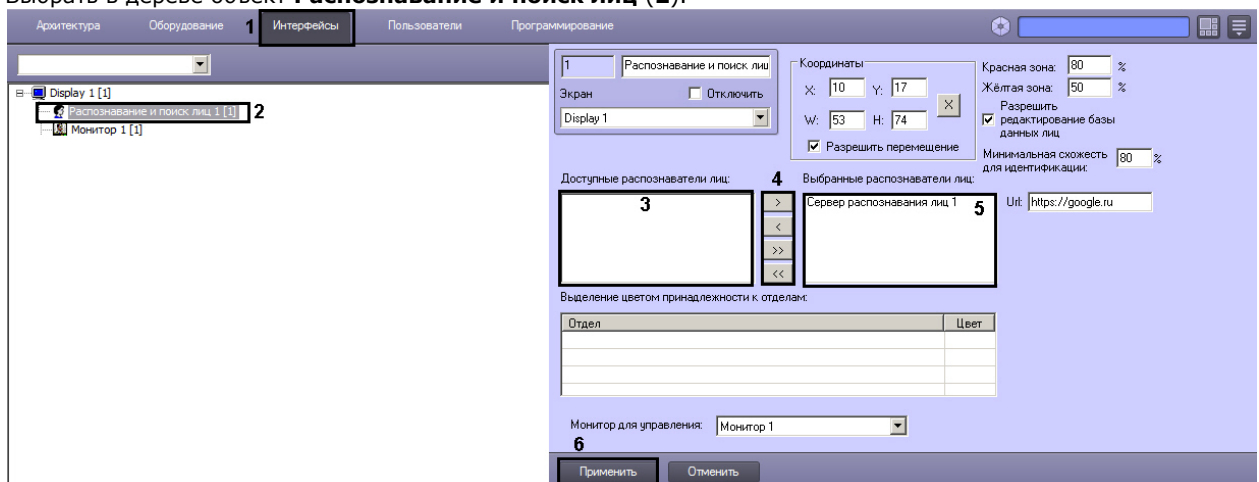 Выбрать в дереве объект Распознавание и поиск лиц (2).
Архитектура Оборудование 1 Интерфейсы Пользователи Программирование
Display 1 [1]
Распознавание и поиск лиц 1 [1] 2
Монитор 1 [1]
1 Распознавание и поиск лиц
Экран Отключить
Display 1
Координаты
X: 10 Y: 17 X
W: 53 H: 74
Разрешить перемещение
Красная зона: 80 %
Жёлтая зона: 50 %
Разрешить
редактирование базы
данных лиц
Минимальная схожесть 80 %
для идентификации:
Доступные распознаватели лиц: 4 Выбранные распознаватели лиц:
3 > Сервер распознавания лиц 1 5 Url: https://google.ru
<
>>
<<
Выделение цветом принадлежности к отделам:
Отдел Цвет
Монитор для управления: Монитор 1
6
Применить Отменить